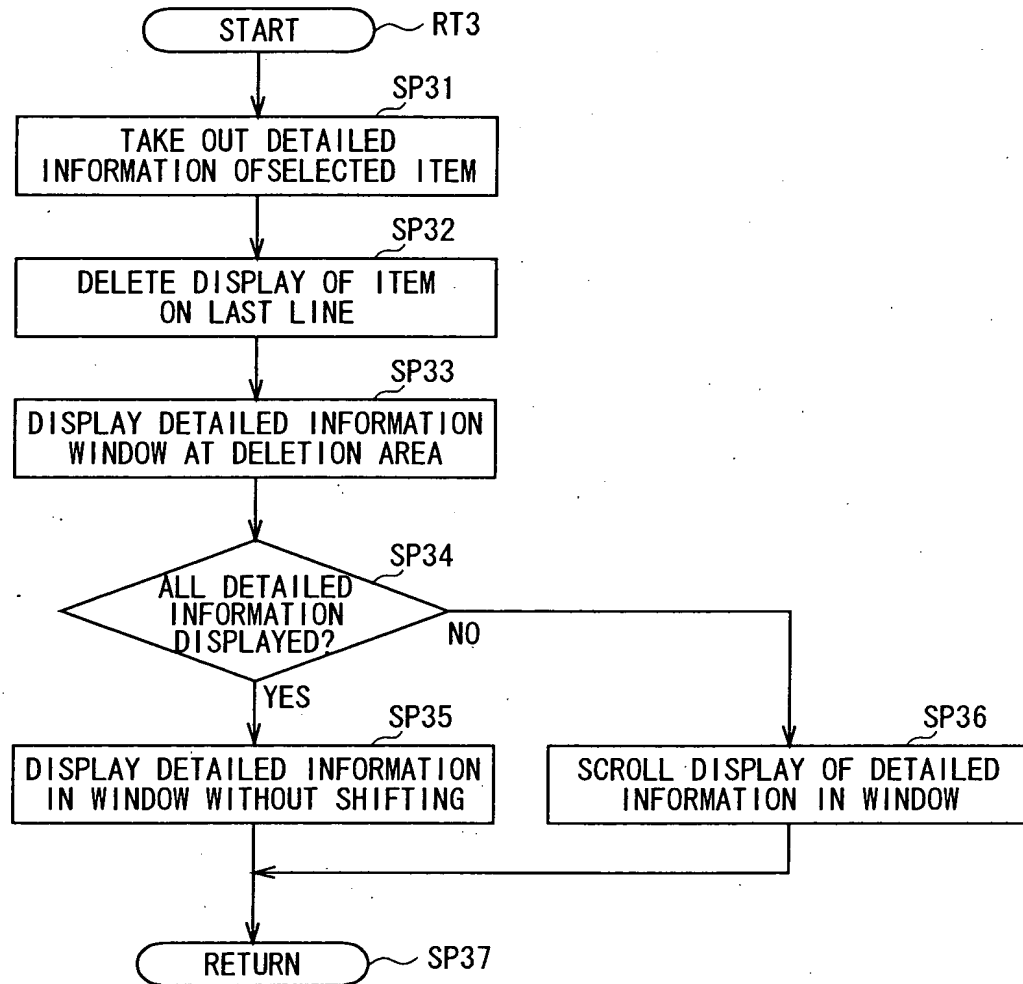 START
RT3
SP31
TAKE OUT DETAILED
INFORMATION OFSELECTED ITEM
SP32
DELETE DISPLAY OF ITEM
ON LAST LINE
SP33
DISPLAY DETAILED INFORMATION
WINDOW AT DELETION AREA
SP34
ALL DETAILED
INFORMATION
DISPLAYED?
NO
YES
SP35
DISPLAY DETAILED INFORMATION
IN WINDOW WITHOUT SHIFTING
SP36
SCROLL DISPLAY OF DETAILED
INFORMATION IN WINDOW
RETURN
SP37